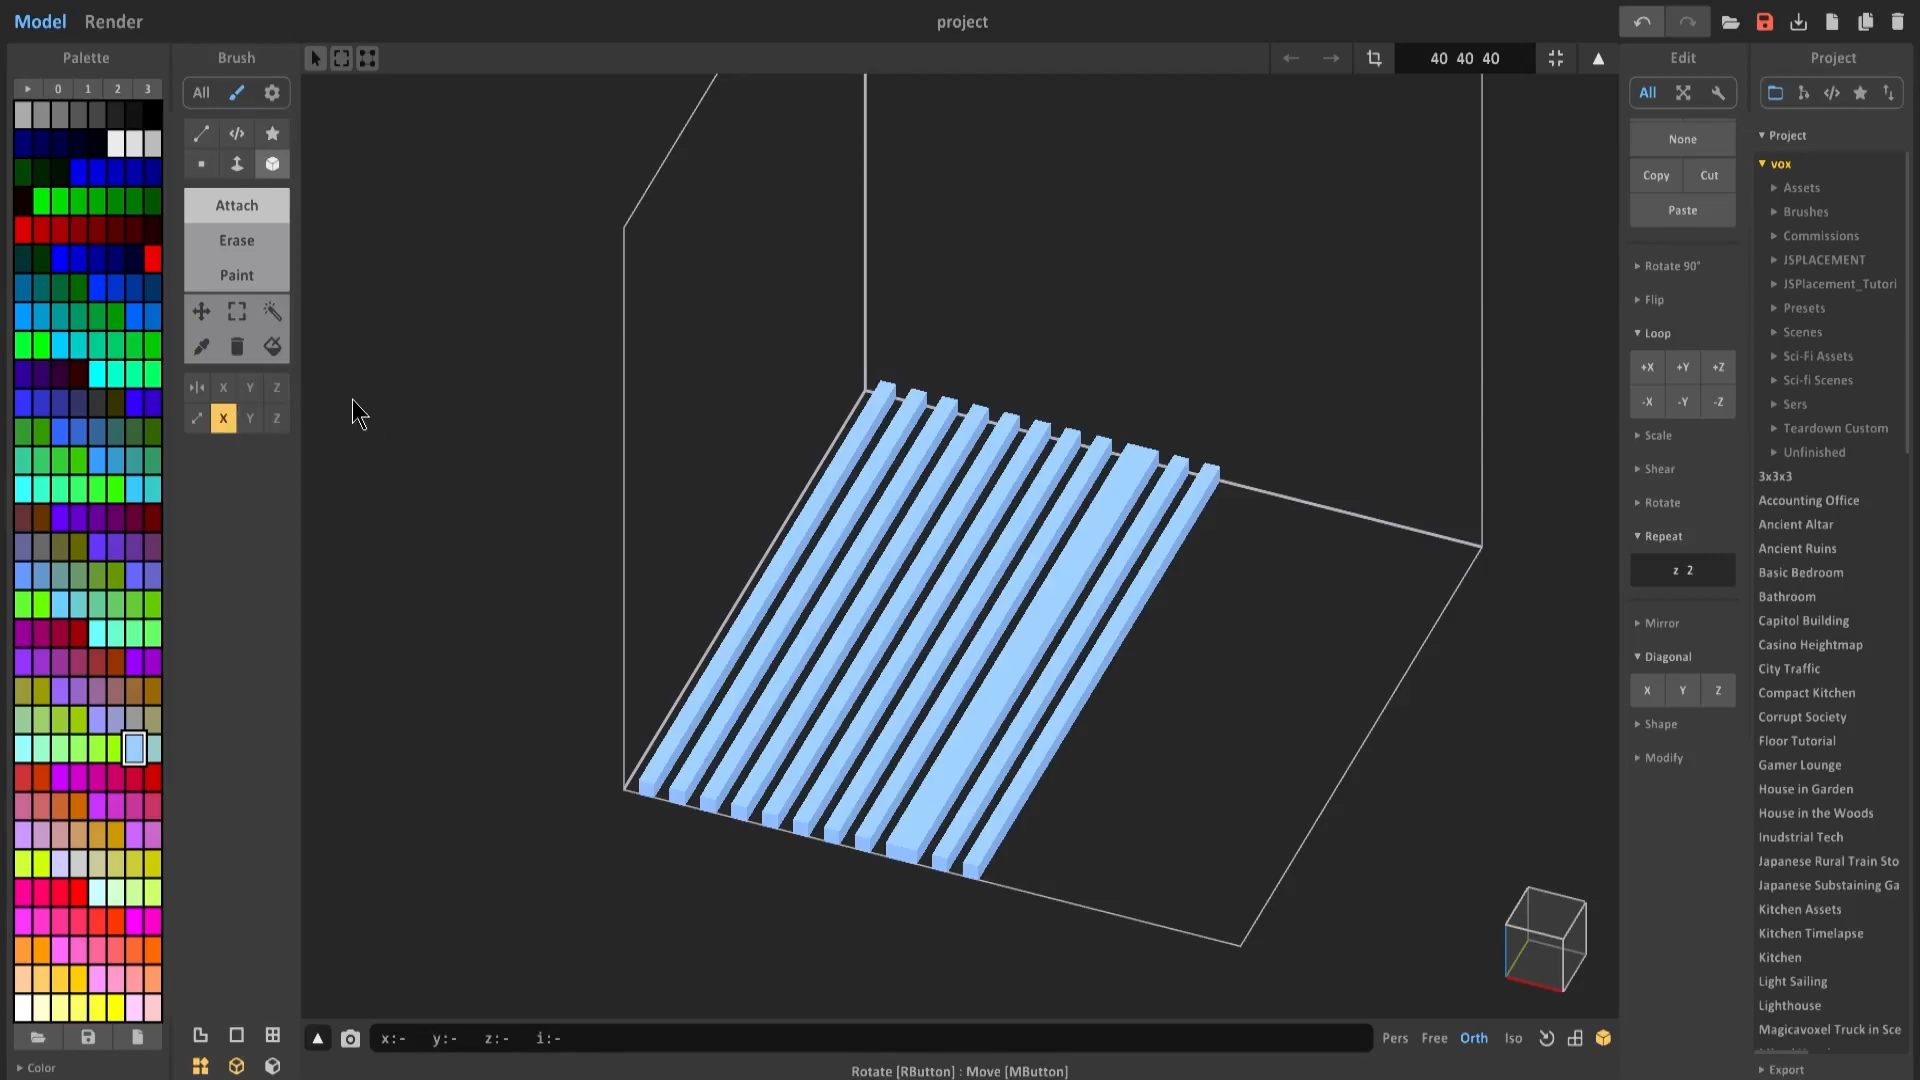 Model Render
project
Palette
Brush
40 40 40
Edit
Project
0 1 2 3
All
All
Project
None
vox
Copy Cut
Assets
Attach
Paste
Brushes
Erase
Commissions
Rotate 90°
JSPLACEMENT
Paint
JSPlacement_Tutori
Flip
Presets
Loop
Scenes
+X +Y +Z
Sci-Fi Assets
X Y Z
Sci-fi Scenes
-X -Y -Z
Sers
X Y Z
Scale
Teardown Custom
Unfinished
Shear
3x3x3
Rotate
Accounting Office
Ancient Altar
Repeat
Ancient Ruins
z 2
Basic Bedroom
Bathroom
Mirror
Capitol Building
Casino Heightmap
Diagonal
City Traffic
X Y Z
Compact Kitchen
Shape
Corrupt Society
Floor Tutorial
Modify
Gamer Lounge
House in Garden
House in the Woods
Inudstrial Tech
Japanese Rural Train Sto
Japanese Substaining Ga
Kitchen Assets
Kitchen Timelapse
Kitchen
Light Sailing
Lighthouse
Magicavoxel Truck in Sce
x:- y:- z:- i:-
Pers Free Orth Iso
Color
Rotate [RButton] : Move [MButton]
Export